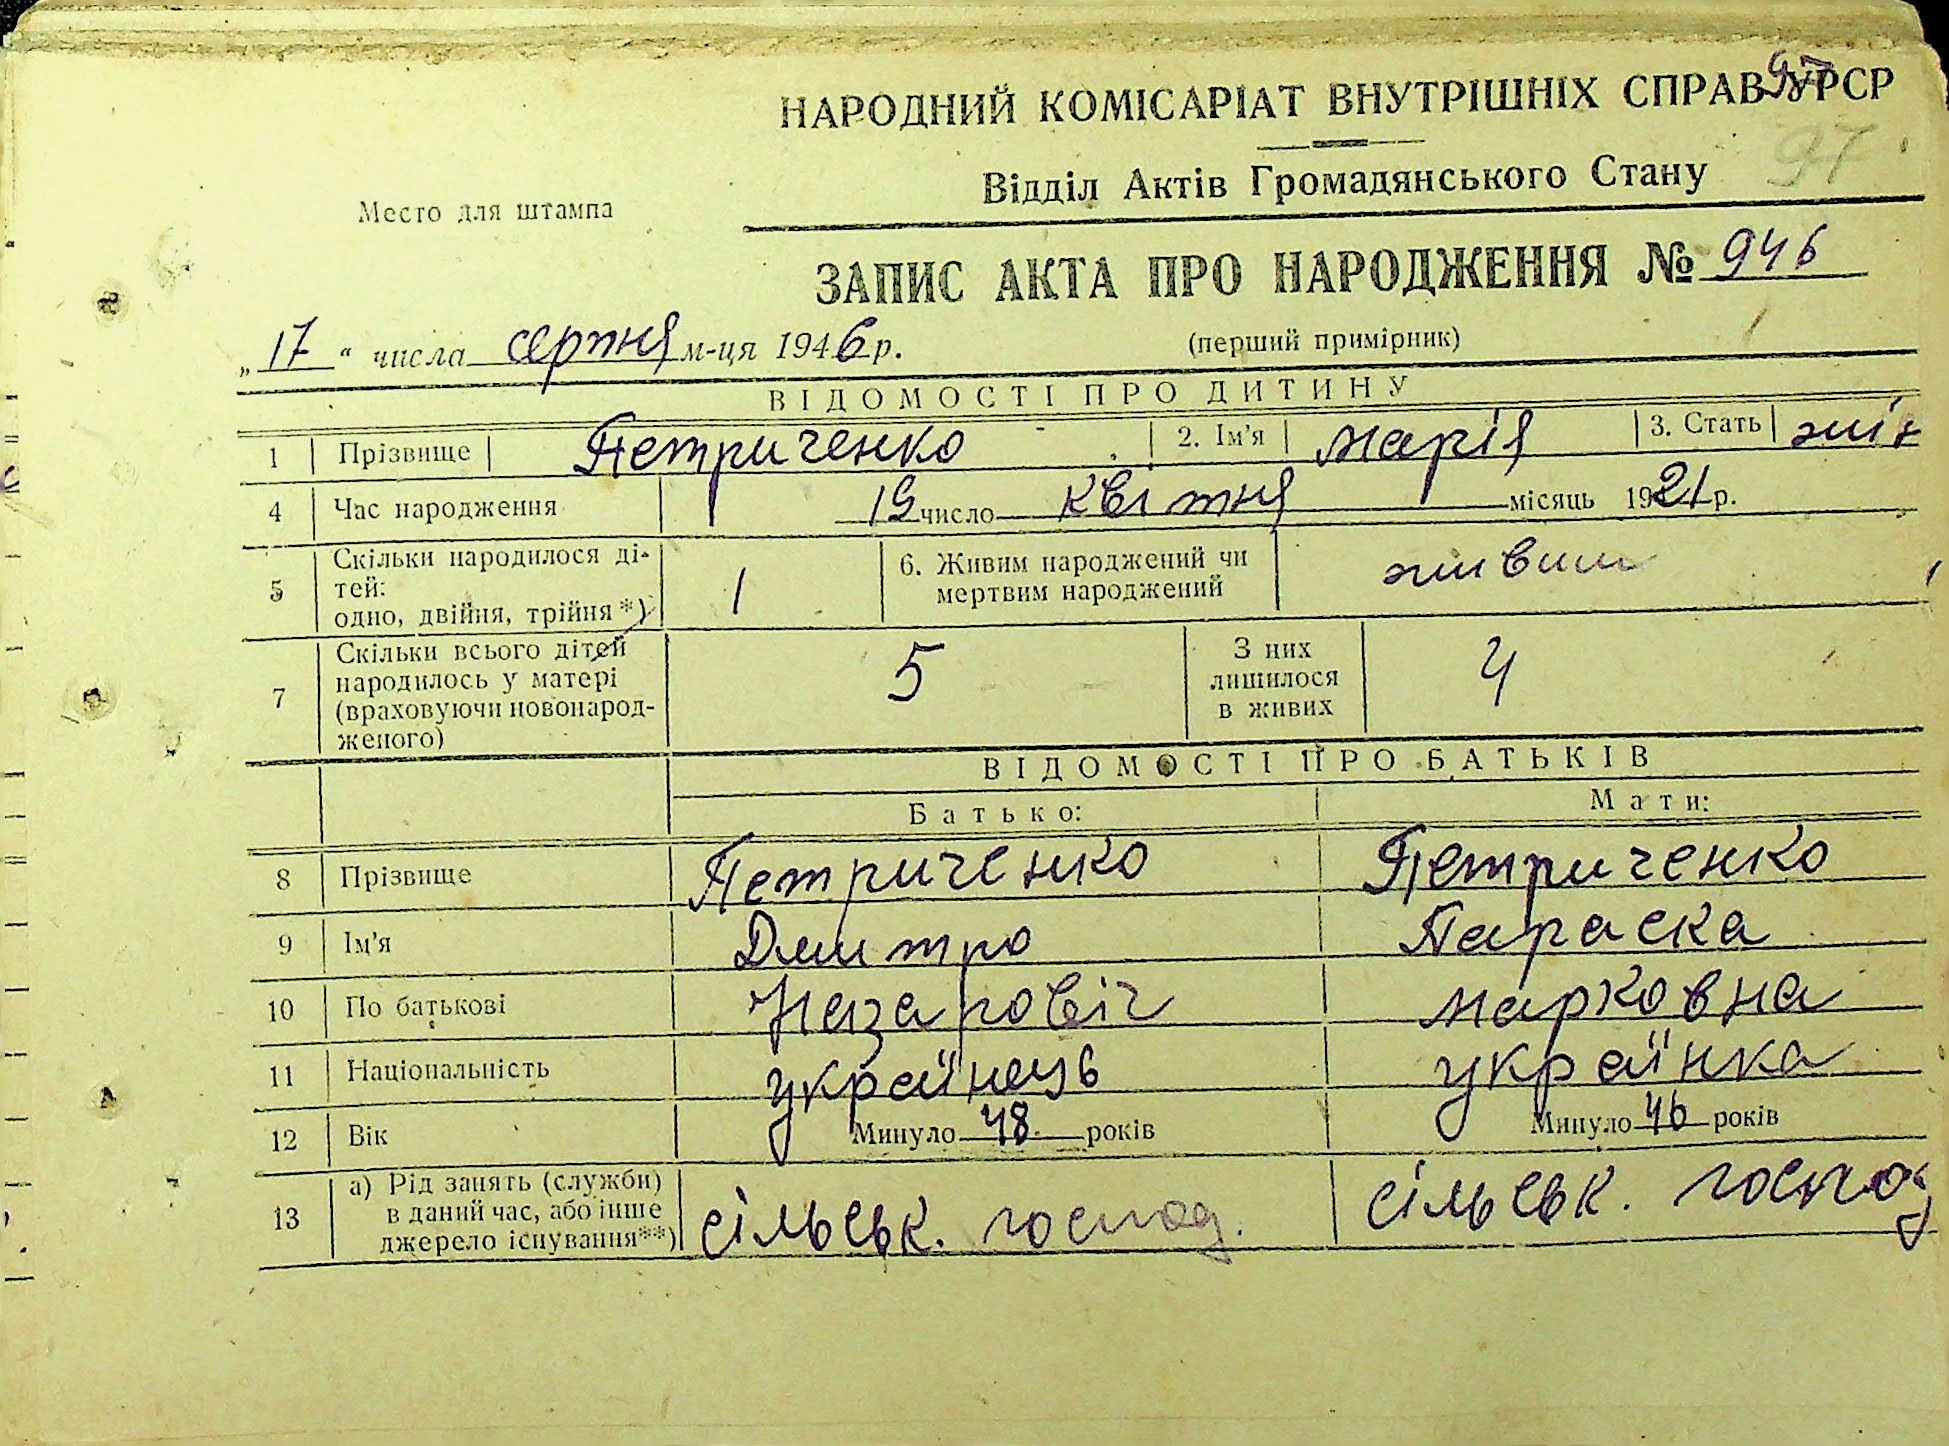 НАРОДНИЙ КОМІСАРІАТ ВНУТРІШНІХ СПРАВ УРСР
97
Відділ Актів Громадянського Стану
97
Место для штампа
ЗАПИС АКТА ПРО НАРОДЖЕННЯ № 946
„17“ числа серпня м-ця 1946 р. (перший примірник)
ВІДОМОСТІ ПРО ДИТИНУ
1 Прізвище Петриченко 2. Ім'я Марія 3. Стать жін
4 Час народження 19 число квітня місяць 1921 р.
5 Скільки народилося ді-
тей:
одно, двійня, трійня*) 1 6. Живим народжений чи
мертвим народжений живим
7 Скільки всього дітей
народилось у матері
(враховуючи новонарод-
женого) 5 З них
лишилося
в живих 4
ВІДОМОСТІ ПРО БАТЬКІВ
Батько: Мати:
8 Прізвище Петриченко Петриченко
9 Ім'я Дмитро Параска
10 По батькові Назаровіч Марковна
11 Національність українець українка
12 Вік Минуло 48 років Минуло 46 років
13 а) Рід занять (служби)
в даний час, або інше
джерело існування**) сільськ. господ. сільськ. господ